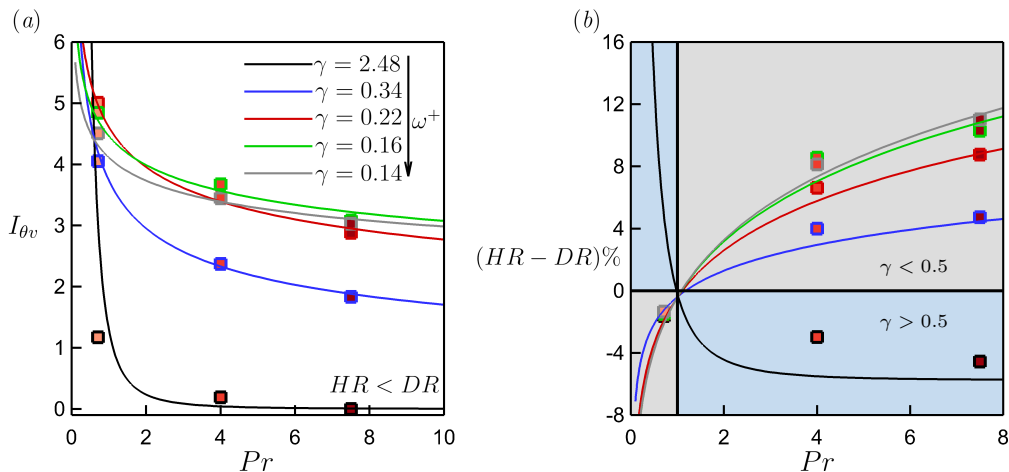 (a)
6
5
4
3
2
1
0
I_{θv}
γ = 2.48
γ = 0.34
γ = 0.22
γ = 0.16
γ = 0.14
ω^+
HR < DR
0 2 4 6 8 10
Pr
(b)
16
12
8
4
0
-4
-8
(HR − DR)%
γ < 0.5
γ > 0.5
0 2 4 6 8
Pr